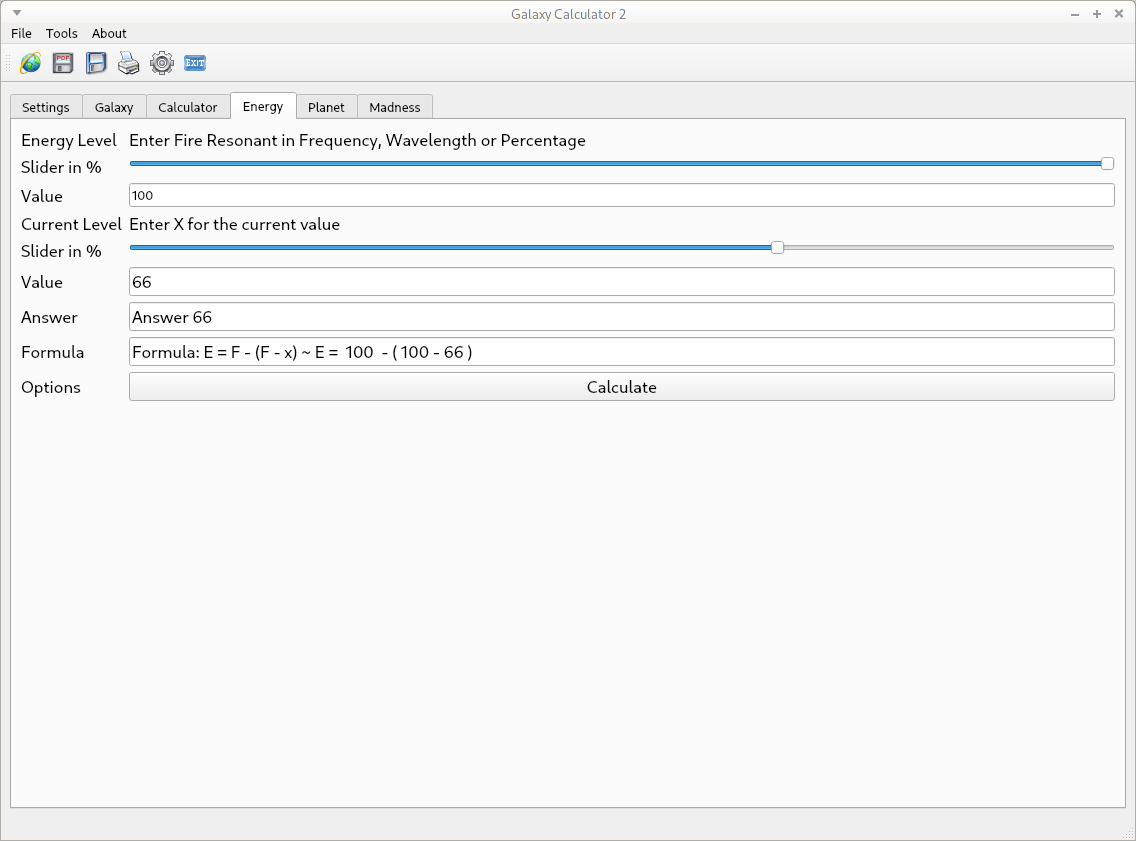 Galaxy Calculator 2
File Tools About
PDF EXIT
Settings Galaxy Calculator Energy Planet Madness
Energy Level Enter Fire Resonant in Frequency, Wavelength or Percentage
Slider in %
Value 100
Current Level Enter X for the current value
Slider in %
Value 66
Answer Answer 66
Formula Formula: E = F - (F - x) ~ E =  100  - ( 100 - 66 )
Options Calculate